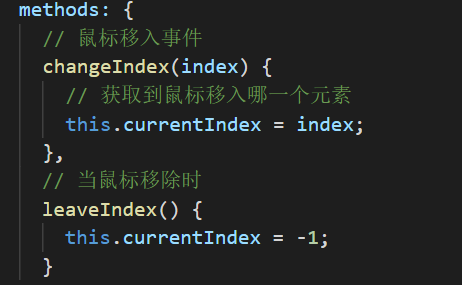 methods: {
// 鼠标移入事件
changeIndex(index) {
// 获取到鼠标移入哪一个元素
this.currentIndex = index;
},
// 当鼠标移除时
leaveIndex() {
this.currentIndex = -1;
}